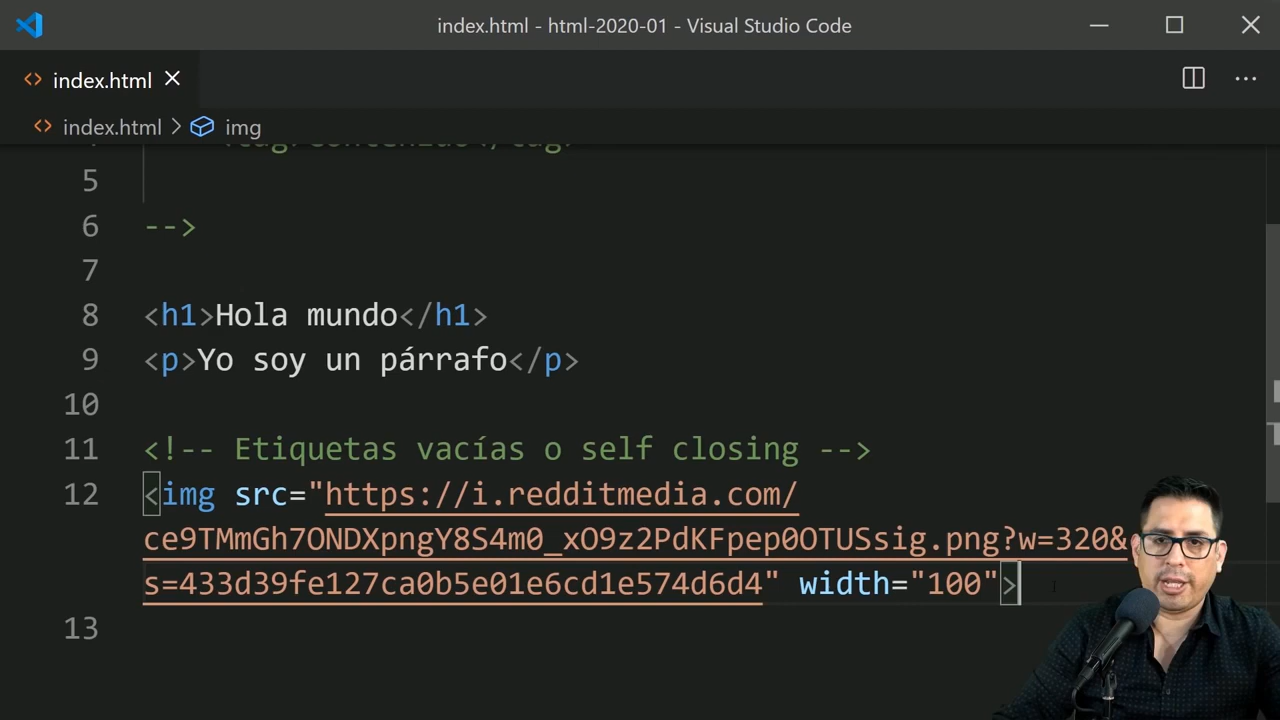 index.html - html-2020-01 - Visual Studio Code
index.html
index.html > img
5
6 -->
7
8 <h1>Hola mundo</h1>
9 <p>Yo soy un párrafo</p>
10
11 <!-- Etiquetas vacías o self closing -->
12 <img src="https://i.redditmedia.com/
ce9TMmGh7ONDXpngY8S4m0_xO9z2PdKFpep0OTUSsig.png?w=320&
s=433d39fe127ca0b5e01e6cd1e574d6d4" width="100">
13